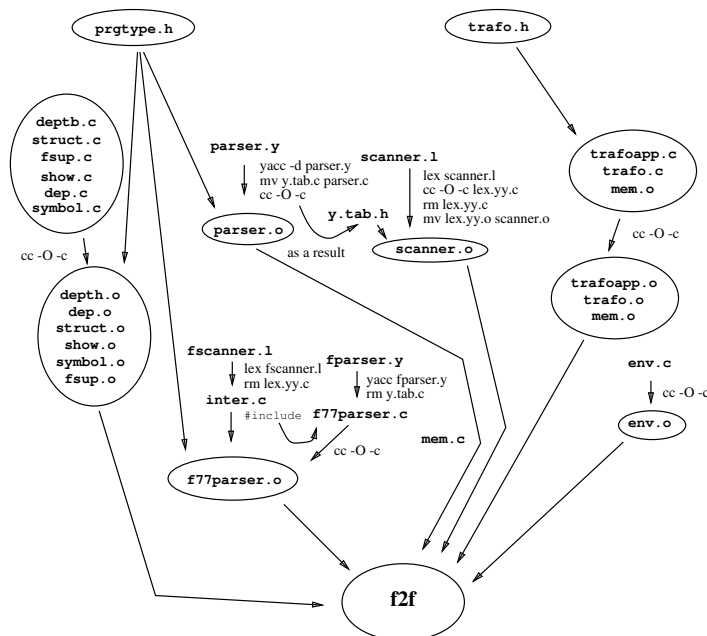 prgtype.h
trafo.h
deptb.c
struct.c
fsup.c
show.c
dep.c
symbol.c
parser.y
yacc -d parser.y
mv y.tab.c parser.c
cc -O -c
scanner.l
lex scanner.l
cc -O -c lex.yy.c
rm lex.yy.c
mv lex.yy.o scanner.o
trafoapp.c
trafo.c
mem.o
y.tab.h
parser.o
as a result
scanner.o
cc -O -c
cc -O -c
depth.o
dep.o
struct.o
show.o
symbol.o
fsup.o
trafoapp.o
trafo.o
mem.o
fscanner.l
lex fscanner.l
rm lex.yy.c
fparser.y
yacc fparser.y
rm y.tab.c
env.c
cc -O -c
inter.c
#include
f77parser.c
cc -O -c
mem.c
env.o
f77parser.o
f2f